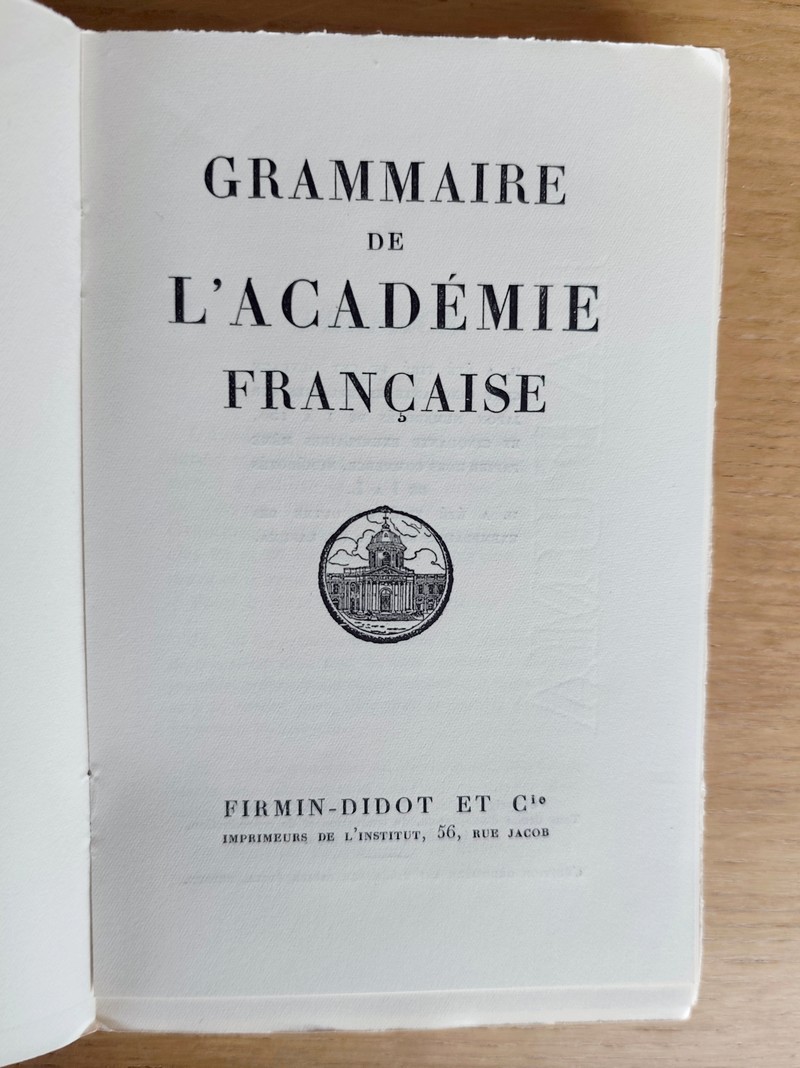 GRAMMAIRE
DE
L'ACADÉMIE
FRANÇAISE
FIRMIN-DIDOT ET Cie
IMPRIMEURS DE L'INSTITUT, 56, RUE JACOB